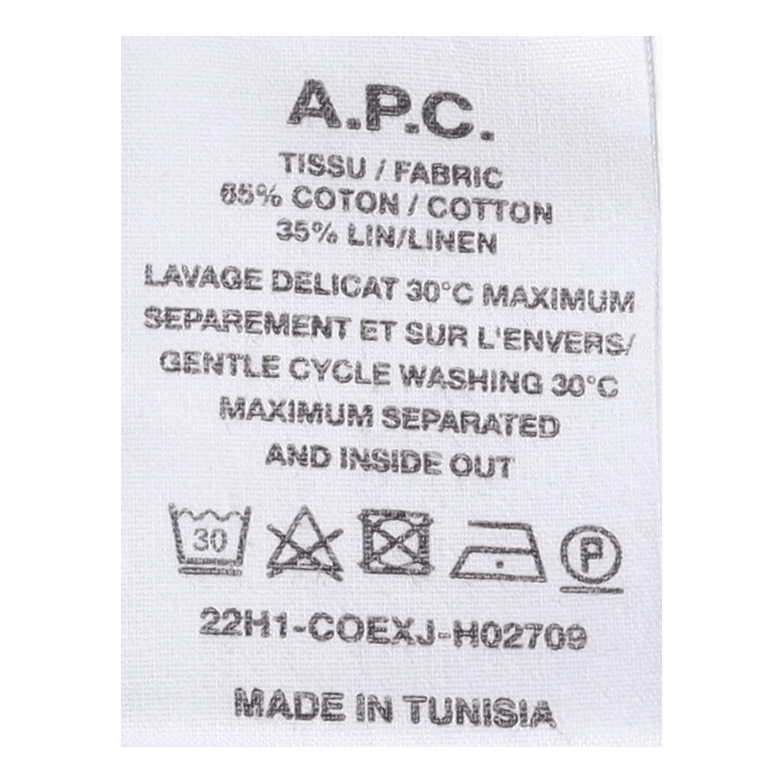 A.P.C.
TISSU / FABRIC
65% COTON / COTTON
35% LIN/LINEN
LAVAGE DELICAT 30°C MAXIMUM
SEPAREMENT ET SUR L'ENVERS/
GENTLE CYCLE WASHING 30°C
MAXIMUM SEPARATED
AND INSIDE OUT
30 P
22H1-COEXJ-H02709
MADE IN TUNISIA